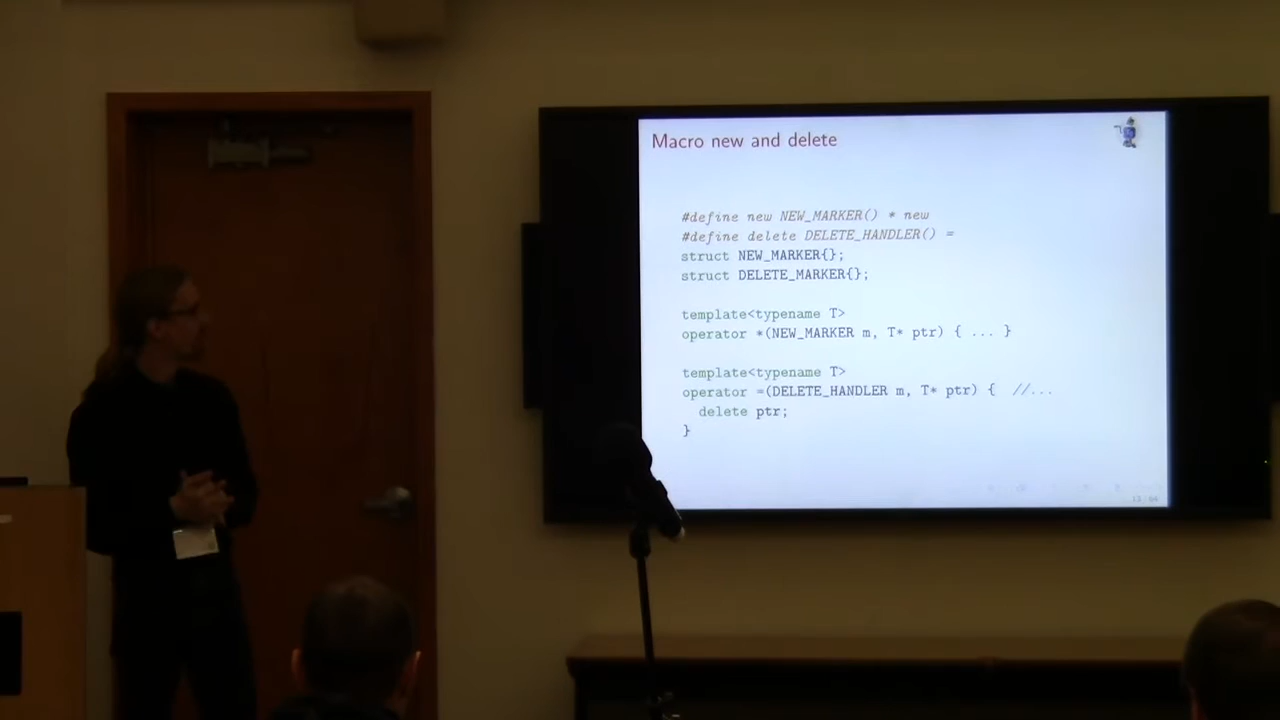 Macro new and delete
#define new NEW_MARKER() * new
#define delete DELETE_HANDLER() =
struct NEW_MARKER{};
struct DELETE_MARKER{};
template<typename T>
operator *(NEW_MARKER m, T* ptr) { ... }
template<typename T>
operator =(DELETE_HANDLER m, T* ptr) { //...
delete ptr;
}